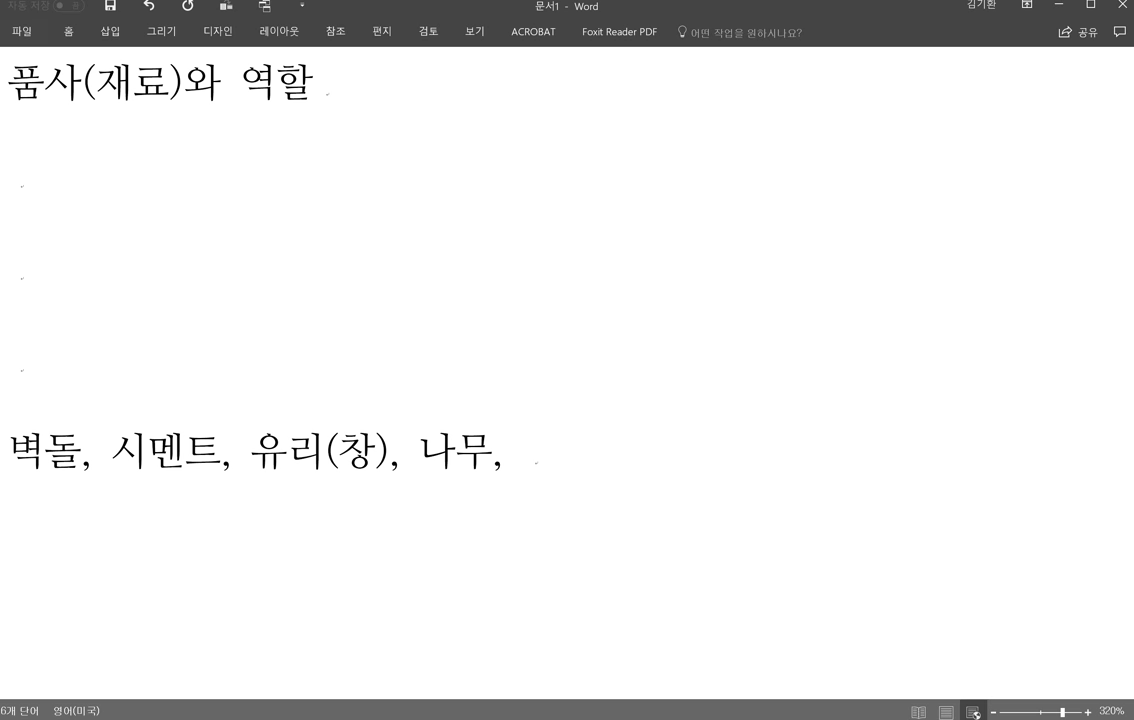 자동 저장
문서1 - Word
김기환
파일 홈 삽입 그리기 디자인 레이아웃 참조 편지 검토 보기 ACROBAT Foxit Reader PDF 어떤 작업을 원하시나요? 공유
품사(재료)와 역할
벽돌, 시멘트, 유리(창), 나무,
6개 단어 영어(미국) 320%